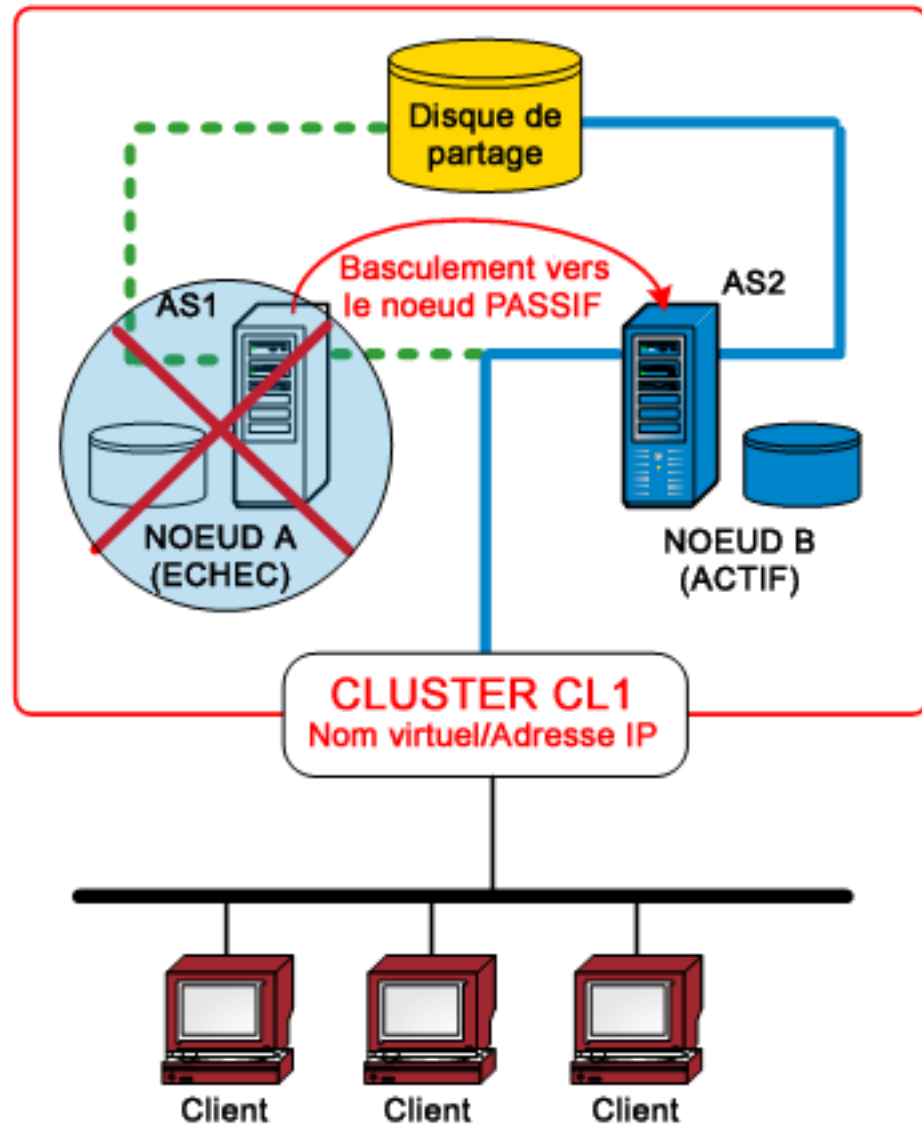 Disque de
partage
Basculement vers
le noeud PASSIF
AS1
AS2
NOEUD A
(ECHEC)
NOEUD B
(ACTIF)
CLUSTER CL1
Nom virtuel/Adresse IP
Client
Client
Client